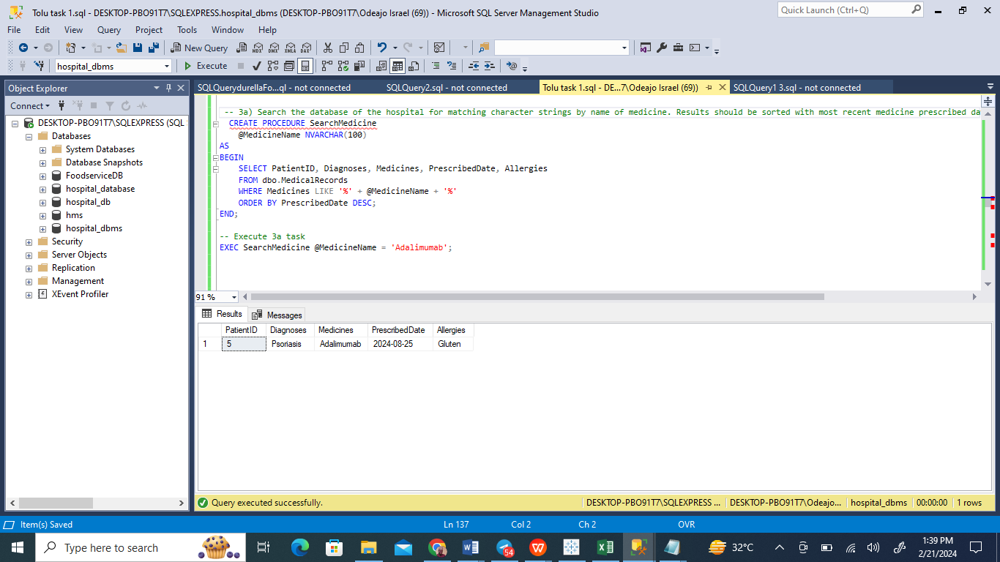 Tolu task 1.sql - DESKTOP-PBO91T7\SQLEXPRESS.hospital_dbms (DESKTOP-PBO91T7\Odeajo Israel (69)) - Microsoft SQL Server Management Studio
Quick Launch (Ctrl+Q)
File Edit View Query Project Tools Window Help
New Query MDX DMX XMLA DAX
hospital_dbms Execute
Object Explorer
SQLQuerydurellaFo...ql - not connected SQLQuery2.sql - not connected Tolu task 1.sql - DE...7\Odeajo Israel (69)) SQLQuery1 3.sql - not connected
Connect
DESKTOP-PBO91T7\SQLEXPRESS (SQL
Databases
System Databases
Database Snapshots
FoodserviceDB
hospital_database
hospital_db
hms
hospital_dbms
Security
Server Objects
Replication
Management
XEvent Profiler
-- 3a) Search the database of the hospital for matching character strings by name of medicine. Results should be sorted with most recent medicine prescribed da
CREATE PROCEDURE SearchMedicine
@MedicineName NVARCHAR(100)
AS
BEGIN
SELECT PatientID, Diagnoses, Medicines, PrescribedDate, Allergies
FROM dbo.MedicalRecords
WHERE Medicines LIKE '%' + @MedicineName + '%'
ORDER BY PrescribedDate DESC;
END;
-- Execute 3a task
EXEC SearchMedicine @MedicineName = 'Adalimumab';
91 %
Results Messages
PatientID Diagnoses Medicines PrescribedDate Allergies
1 5 Psoriasis Adalimumab 2024-08-25 Gluten
Query executed successfully. DESKTOP-PBO91T7\SQLEXPRESS ... DESKTOP-PBO91T7\Odeajo... hospital_dbms 00:00:00 1 rows
Item(s) Saved Ln 137 Col 2 Ch 2 OVR
Type here to search 54 32°C 1:39 PM
2/21/2024